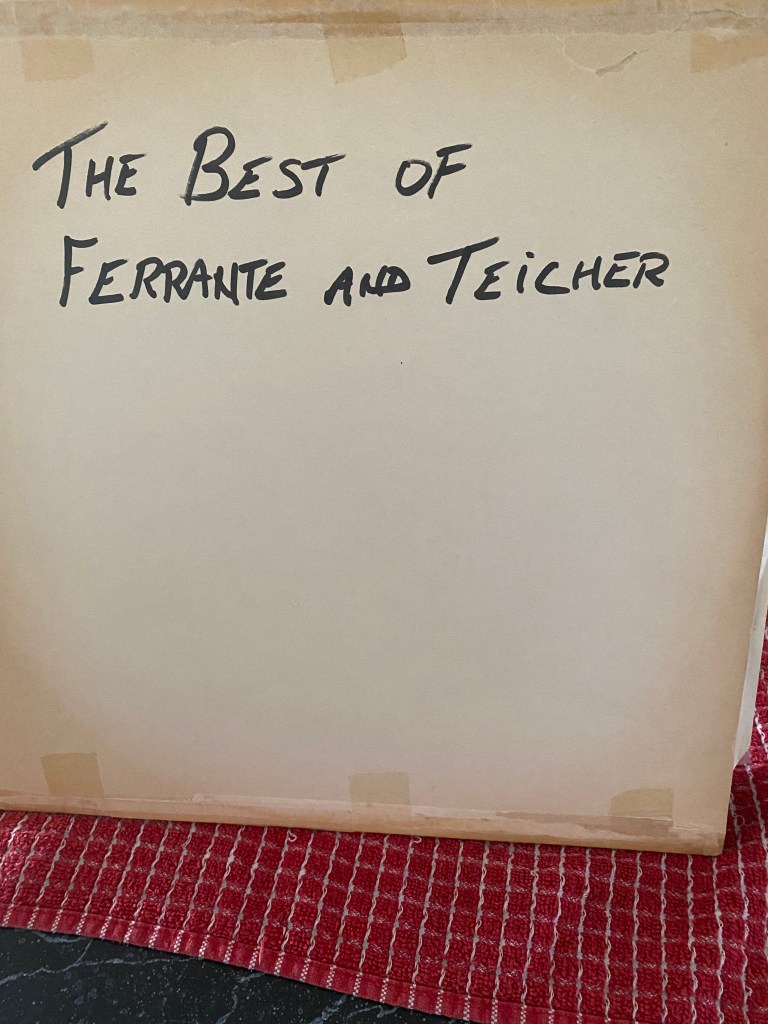 THE BEST OF
FERRANTE AND TEICHER